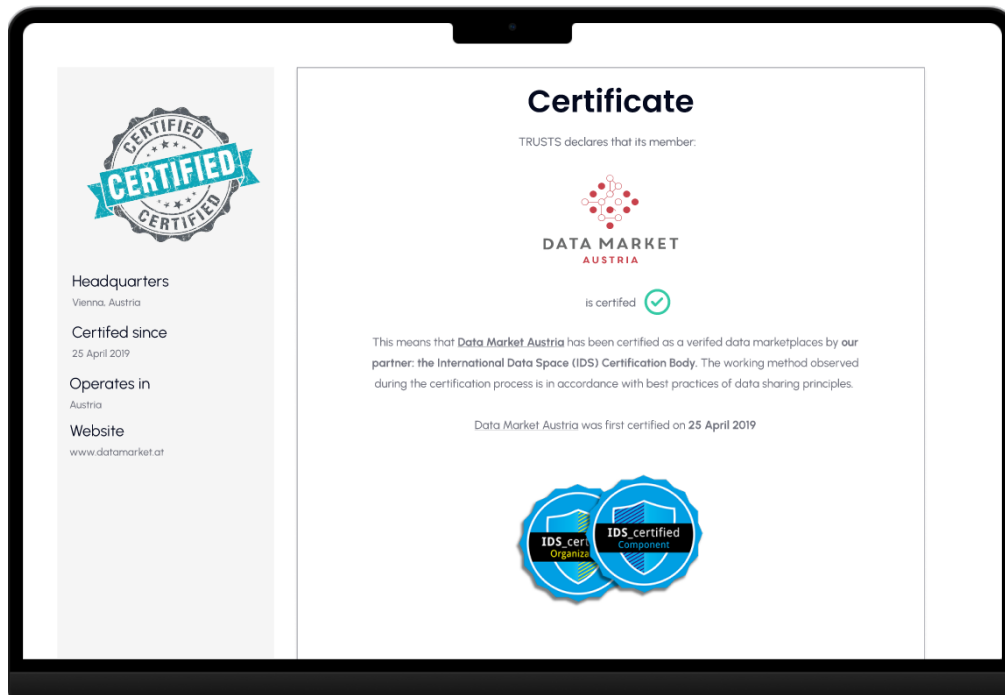 CERTIFIED
CERTIFIED
CERTIFIED
Headquarters
Vienna, Austria
Certifed since
25 April 2019
Operates in
Austria
Website
www.datamarket.at
Certificate
TRUSTS declares that its member:
DATA MARKET
AUSTRIA
is certifed
This means that Data Market Austria has been certified as a verifed data marketplaces by our
partner: the International Data Space (IDS) Certification Body. The working method observed
during the certification process is in accordance with best practices of data sharing principles.
Data Market Austria was first certified on 25 April 2019
IDS_cert
Organiza
IDS_certified
Component